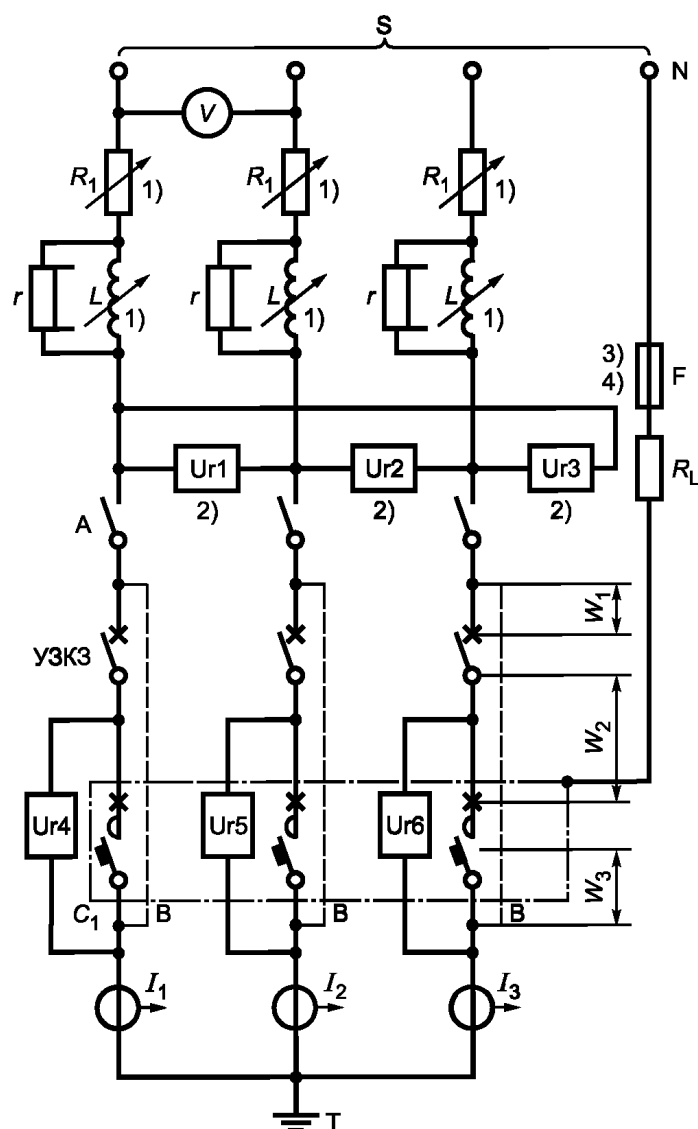 S
N
V
R₁ 1)
R₁ 1)
R₁ 1)
r L 1)
r L 1)
r L 1)
3)
4) F
Ur1 Ur2 Ur3 R_L
2) 2) 2)
A
W₁
УЗКЗ
W₂
Ur4 Ur5 Ur6
W₃
C₁ B B B
I₁ I₂ I₃
T